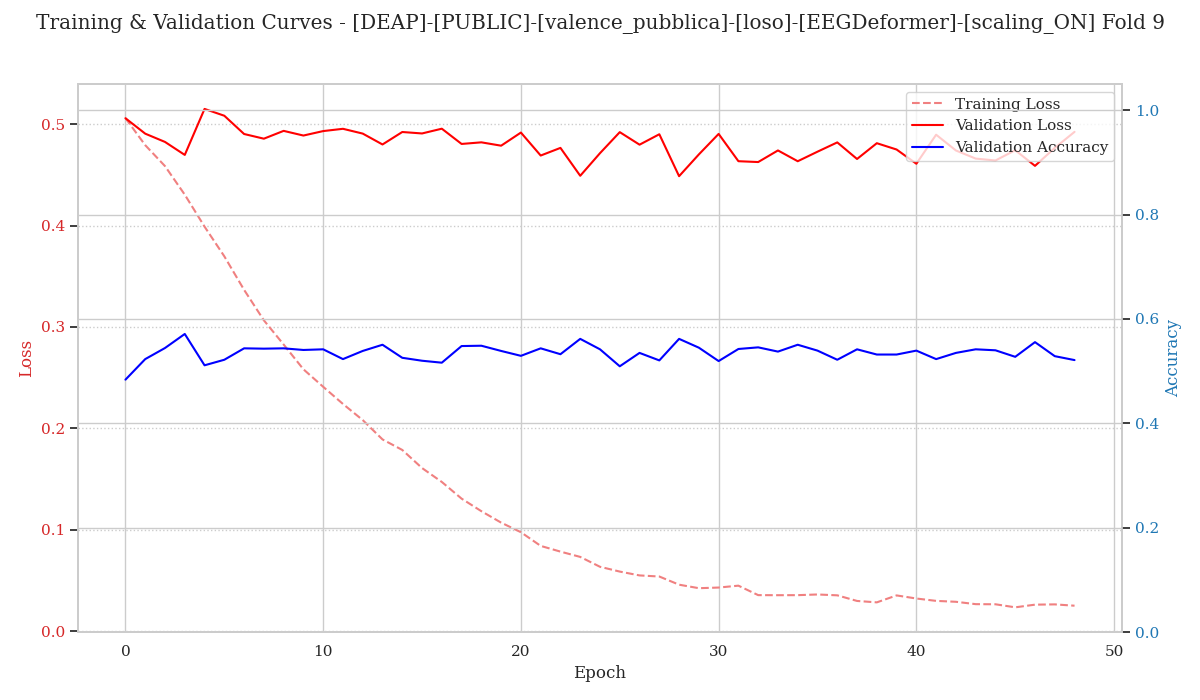 Training & Validation Curves - [DEAP]-[PUBLIC]-[valence_pubblica]-[loso]-[EEGDeformer]-[scaling_ON] Fold 9
Training Loss
Validation Loss
Validation Accuracy
0.5
0.4
0.3
0.2
0.1
0.0
Loss
1.0
0.8
0.6
0.4
0.2
0.0
Accuracy
0
10
20
30
40
50
Epoch